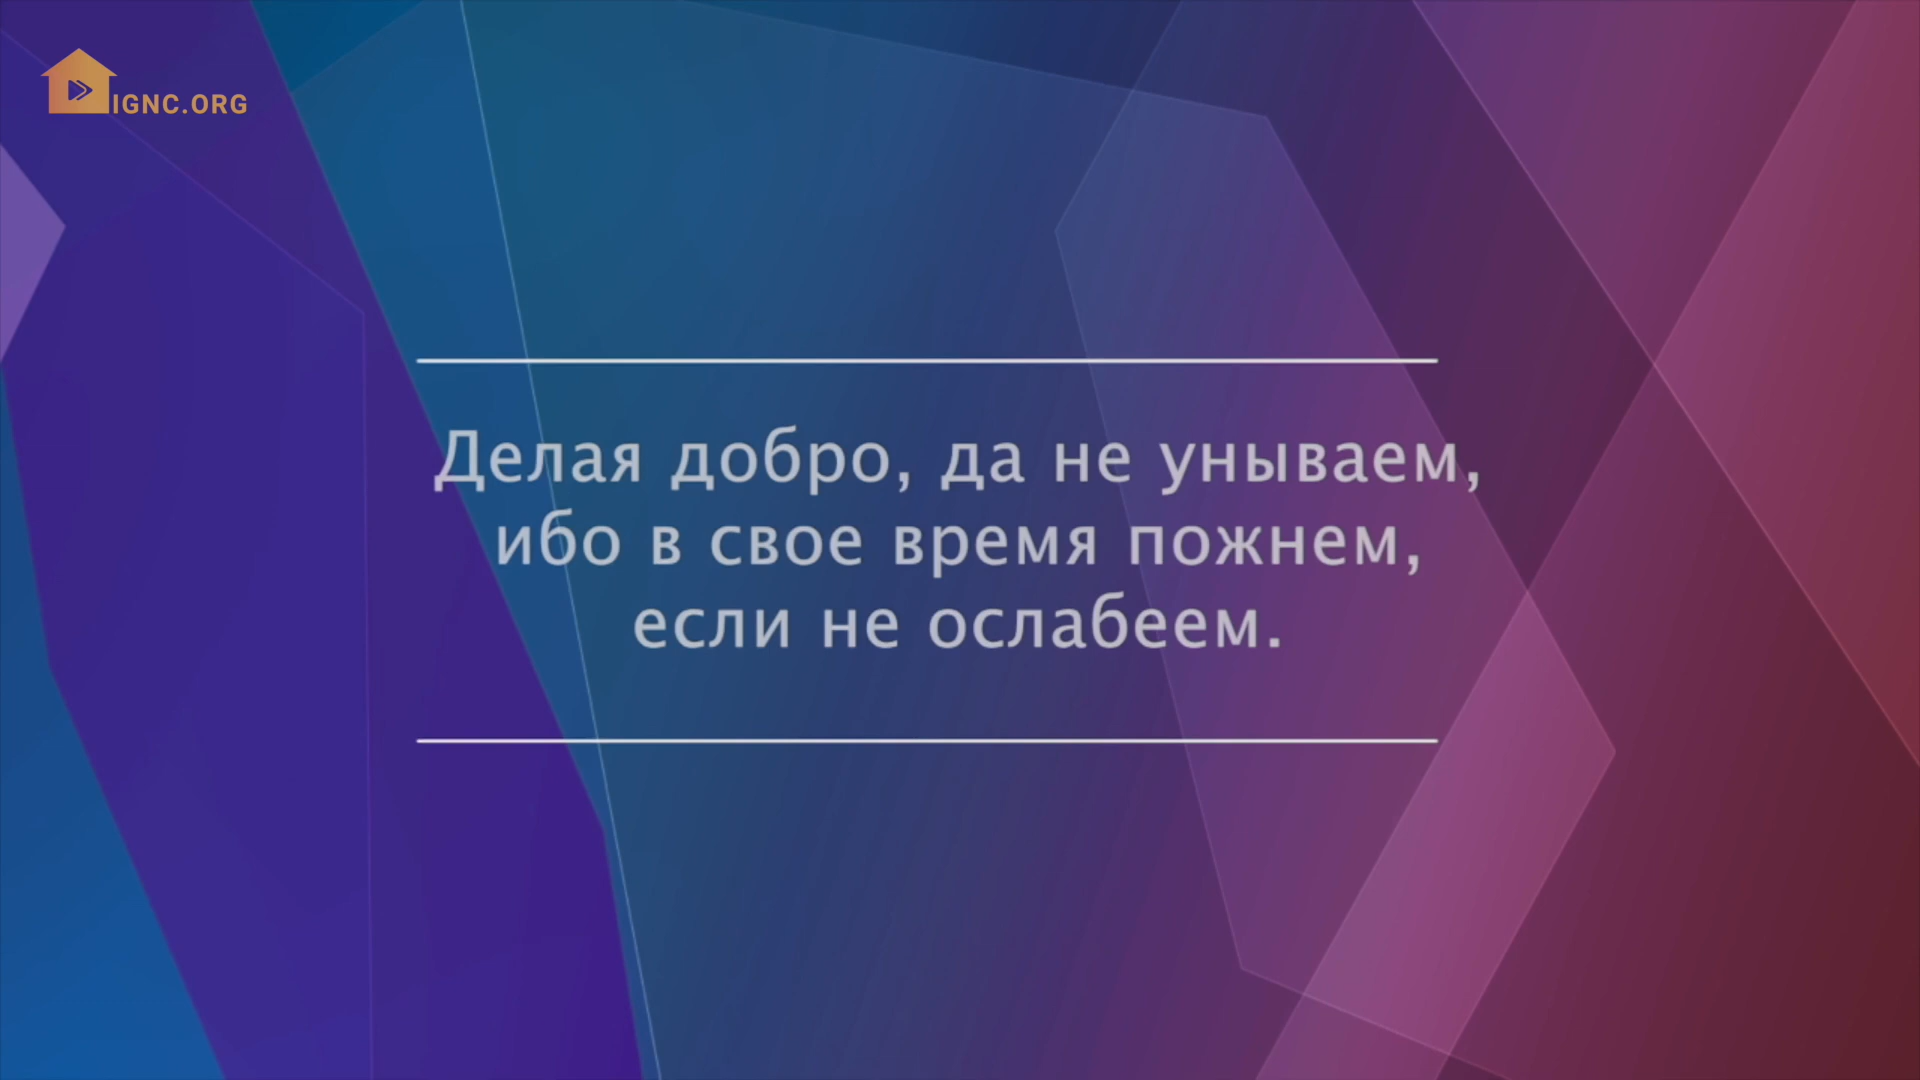 IGNC.ORG
Делая добро, да не унываем,
ибо в свое время пожнем,
если не ослабеем.